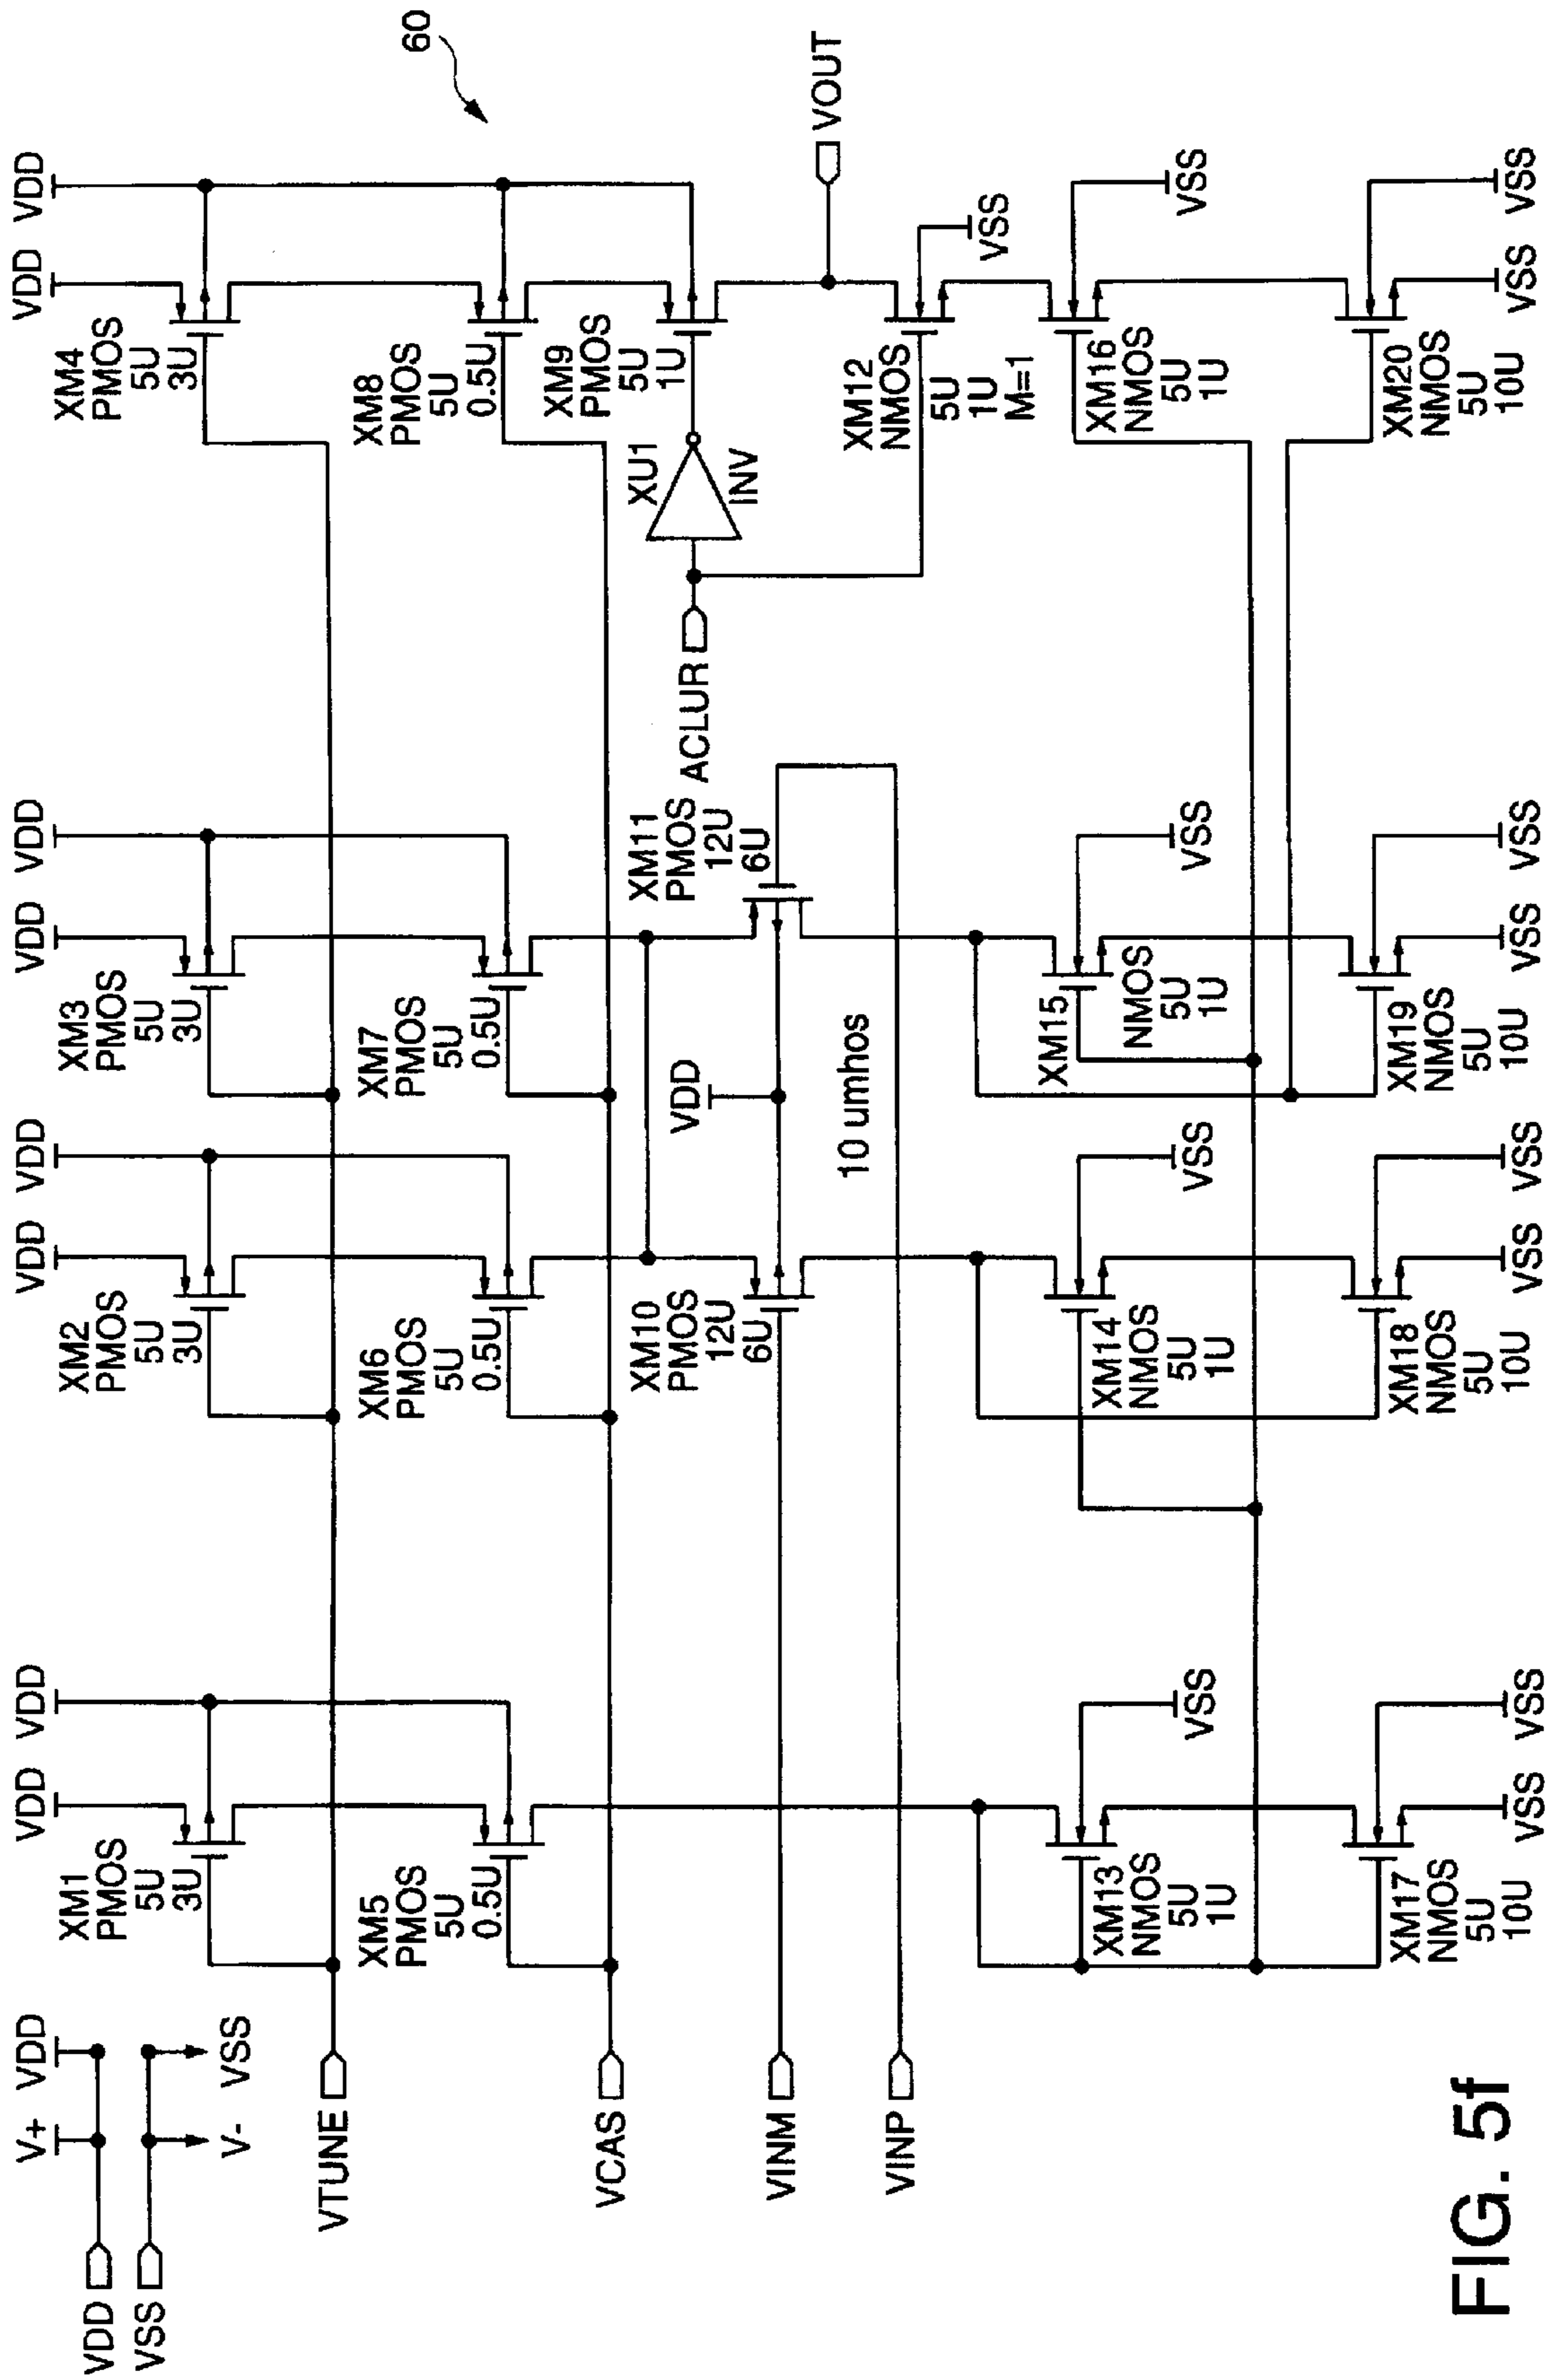 60
VDD
VSS
V+
VDD
V-
VSS
VTUNE
VCAS
VINM
VINP
VDD
VDD
XM1
PMOS
5U
3U
XM5
PMOS
5U
0.5U
XM13
NMOS
5U
1U
VSS
XM17
NMOS
5U
10U
VSS
VSS
VDD
VDD
XM2
PMOS
5U
3U
XM6
PMOS
5U
0.5U
XM10
PMOS
12U
6U
XM14
NMOS
5U
1U
VSS
XM18
NMOS
5U
10U
VSS
VSS
VDD
VDD
XM3
PMOS
5U
3U
XM7
PMOS
5U
0.5U
VDD
XM11
PMOS
12U
6U
10 umhos
XM15
NMOS
5U
1U
VSS
XM19
NMOS
5U
10U
VSS
VSS
VDD
VDD
XM4
PMOS
5U
3U
XM8
PMOS
5U
0.5U
XM9
PMOS
5U
1U
XU1
INV
ACLUR
VOUT
XM12
NMOS
5U
1U
M=1
VSS
XM16
NMOS
5U
1U
VSS
XM20
NMOS
5U
10U
VSS
VSS
FIG. 5f